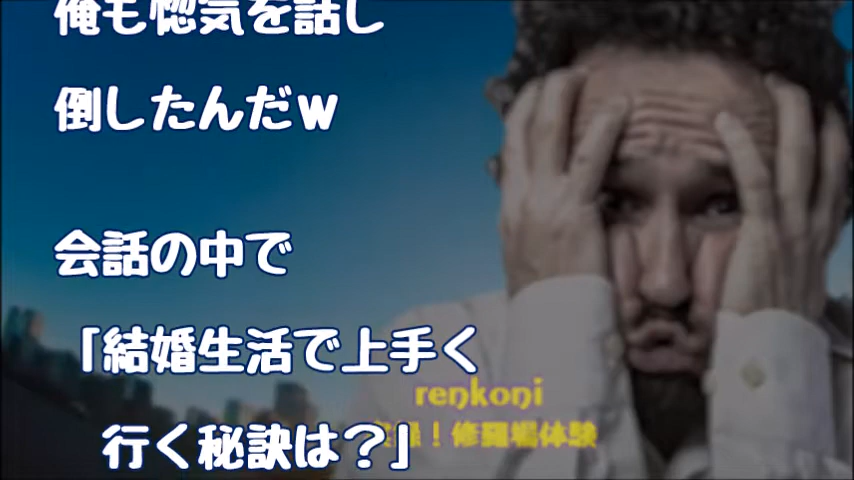 俺も惚気を話し
倒したんだｗ
会話の中で
「結婚生活で上手く
行く秘訣は？」
renkoni
！修羅場体験